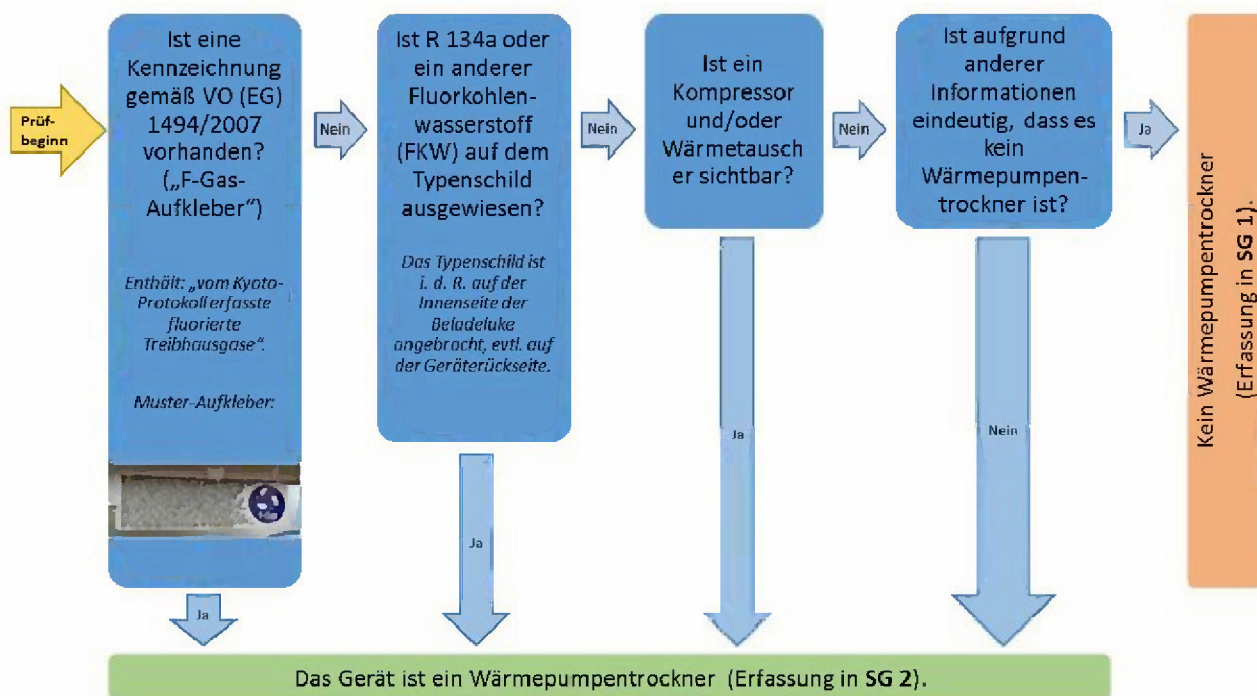 Prüf-
beginn
Ist eine
Kennzeichnung
gemäß VO (EG)
1494/2007
vorhanden?
(„F-Gas-
Aufkleber“)
Enthält: „vom Kyoto-
Protokoll erfasste
fluorierte
Treibhausgase“.
Muster-Aufkleber:
Ja
Nein
Ist R 134a oder
ein anderer
Fluorkohlen-
wasserstoff
(FKW) auf dem
Typenschild
ausgewiesen?
Das Typenschild ist
i. d. R. auf der
Innenseite der
Beladeluke
angebracht, evtl. auf
der Geräterückseite.
Ja
Nein
Ist ein
Kompressor
und/oder
Wärmetausch
er sichtbar?
Ja
Nein
Ist aufgrund
anderer
Informationen
eindeutig, dass es
kein
Wärmepumpen-
trockner ist?
Nein
Ja
Kein Wärmepumpentrockner
(Erfassung in SG 1).
Das Gerät ist ein Wärmepumpentrockner (Erfassung in SG 2).